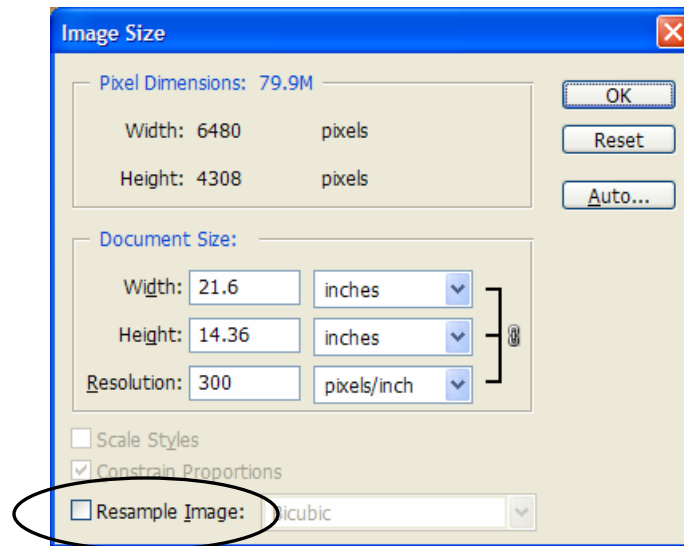 Image Size
Pixel Dimensions: 79.9M
Width: 6480 pixels
Height: 4308 pixels
OK
Reset
Auto...
Document Size:
Width: 21.6 inches
Height: 14.36 inches
Resolution: 300 pixels/inch
Scale Styles
Constrain Proportions
Resample Image: Bicubic